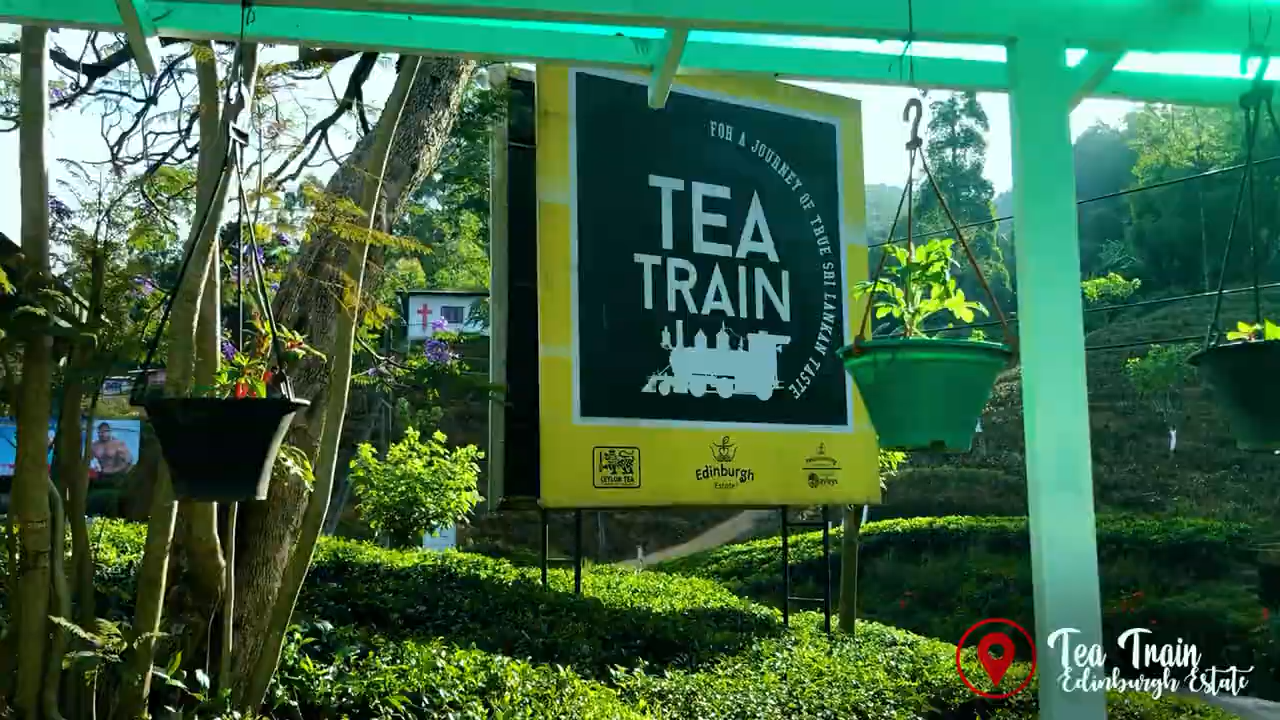 FOR A JOURNEY OF TRUE SRI LANKAN TASTE
TEA
TRAIN
CEYLON TEA
Edinburgh
Estate
Tea Train
Edinburgh Estate